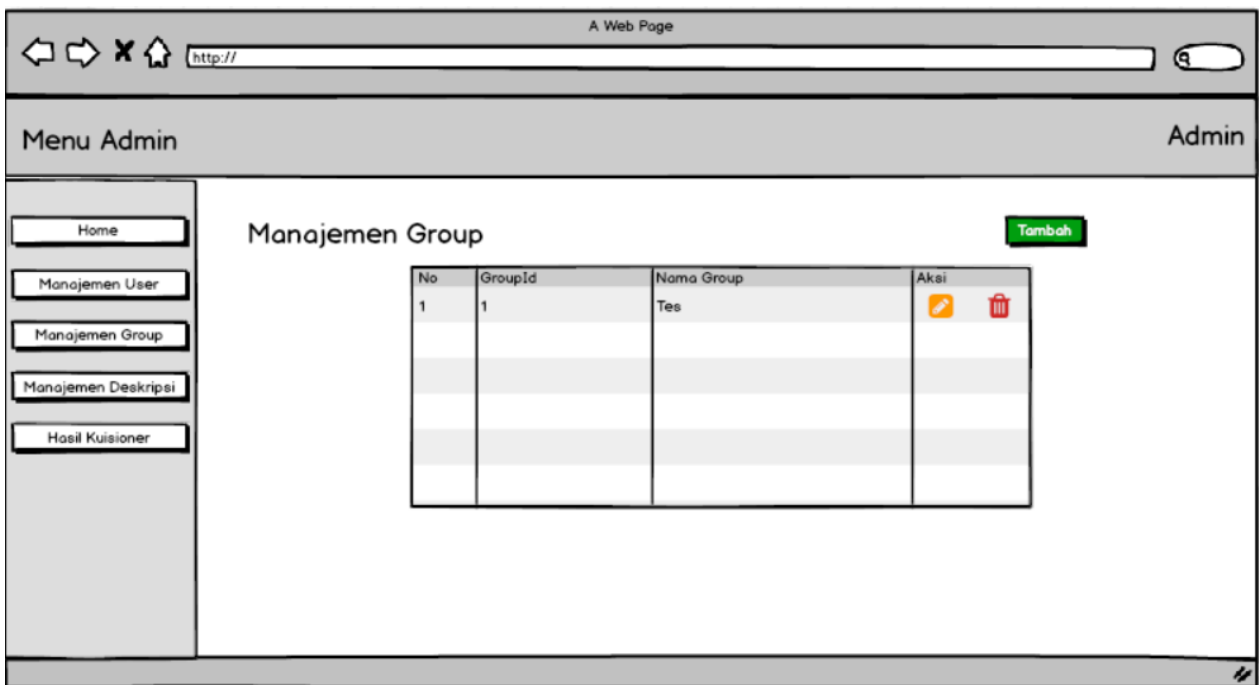 A Web Page
http://
Menu Admin
Admin
Home
Manajemen User
Manajemen Group
Manajemen Deskripsi
Hasil Kuisioner
Manajemen Group
Tambah
No GroupId Nama Group Aksi
1 1 Tes